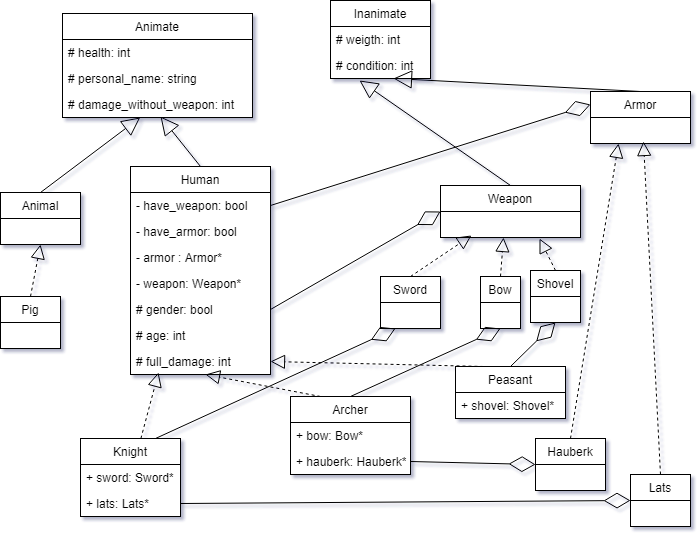 Animate
# health: int
# personal_name: string
# damage_without_weapon: int
Inanimate
# weigth: int
# condition: int
Armor
Animal
Human
- have_weapon: bool
- have_armor: bool
- armor : Armor*
- weapon: Weapon*
# gender: bool
# age: int
# full_damage: int
Weapon
Pig
Sword
Bow
Shovel
Peasant
+ shovel: Shovel*
Archer
+ bow: Bow*
+ hauberk: Hauberk*
Knight
+ sword: Sword*
+ lats: Lats*
Hauberk
Lats